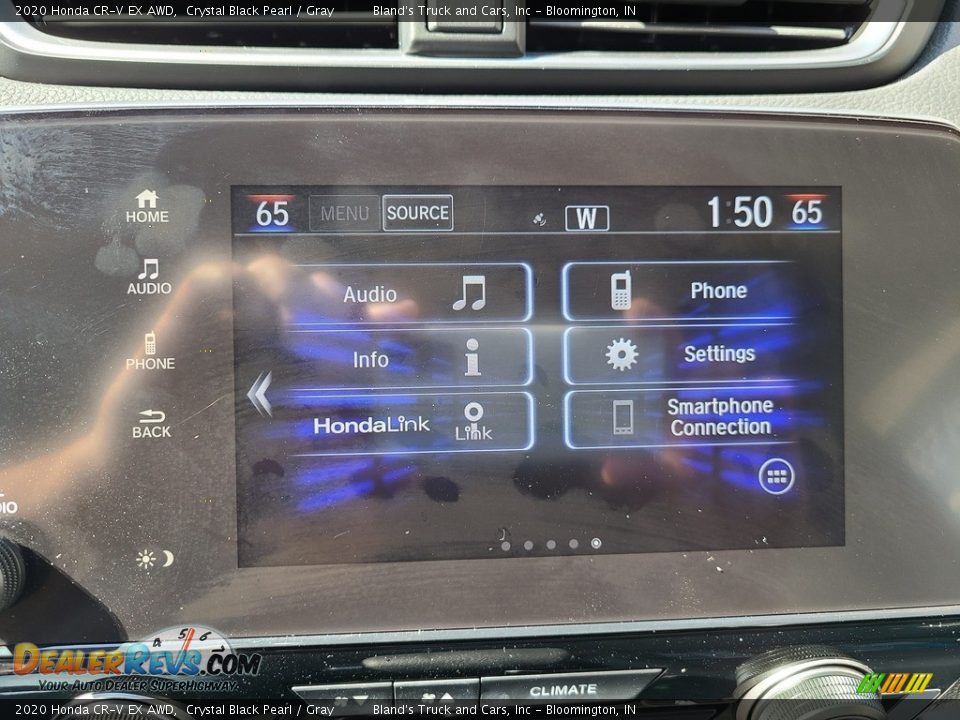 2020 Honda CR-V EX AWD, Crystal Black Pearl / Gray Bland's Truck and Cars, Inc - Bloomington, IN
65 MENU SOURCE W 1:50 65
HOME
AUDIO
PHONE
BACK
Audio
Phone
Info
Settings
HondaLink
Link
Smartphone
Connection
DEALERREVS.COM
YOUR AUTO DEALER SUPERHIGHWAY.
4 5 6
CLIMATE
2020 Honda CR-V EX AWD, Crystal Black Pearl / Gray Bland's Truck and Cars, Inc - Bloomington, IN